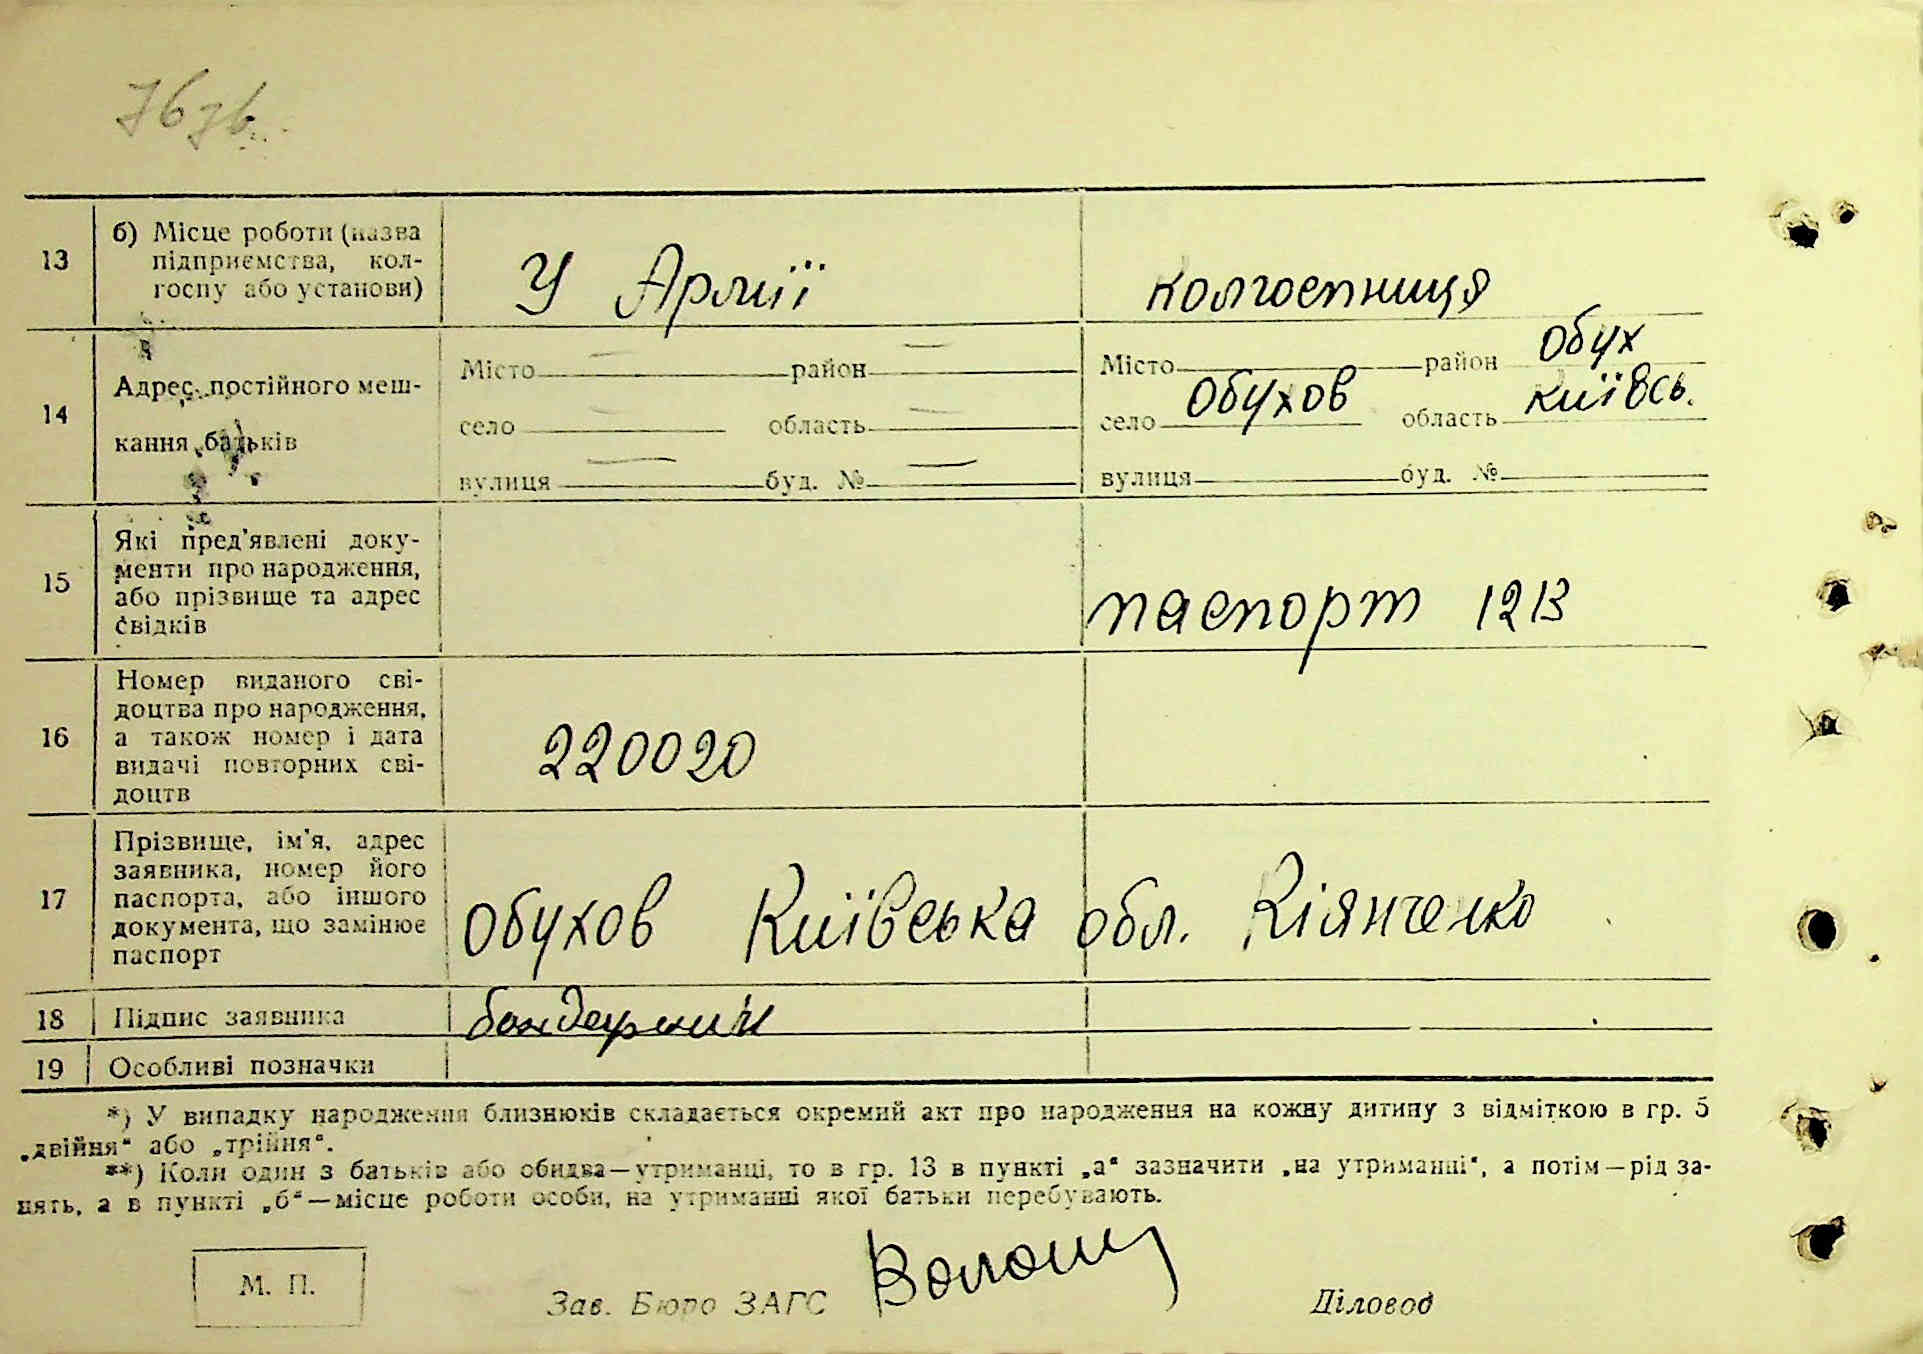 7676
13 б) Місце роботи (назва
підприємства, кол-
госпу або установи)
У Армії колгоспниця
14 Адрес постійного меш-
кання батьків
Місто — район —
село — область —
вулиця — буд. № —
Місто район Обух
село Обухов область Київсь.
вулиця буд. №
15 Які пред'явлені доку-
менти про народження,
або прізвище та адрес
свідків
паспорт 1213
16 Номер виданого сві-
доцтва про народження,
а також номер і дата
видачі повторних сві-
доцтв
220020
17 Прізвище, ім'я, адрес
заявника, номер його
паспорта, або іншого
документа, що замінює
паспорт
Обухов Київська обл. Кіянченко
18 Підпис заявника
19 Особливі позначки
*) У випадку народження близнюків складається окремий акт про народження на кожну дитину з відміткою в гр. 5
„двійня“ або „трійня“.
**) Коли один з батьків або обидва—утриманці, то в гр. 13 в пункті „а“ зазначити „на утриманні“, а потім—рід за-
нять, а в пункті „б“—місце роботи особи, на утриманні якої батьки перебувають.
М. П.
Зав. Бюро ЗАГС Волош
Діловод